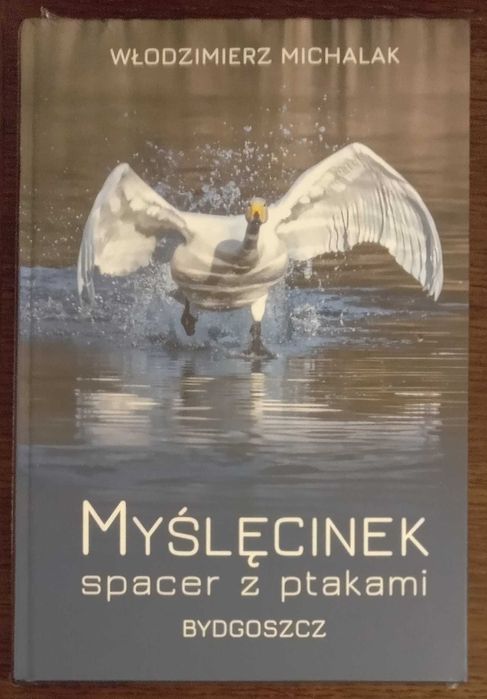 WŁODZIMIERZ MICHALAK
MYŚLĘCINEK
spacer z ptakami
BYDGOSZCZ